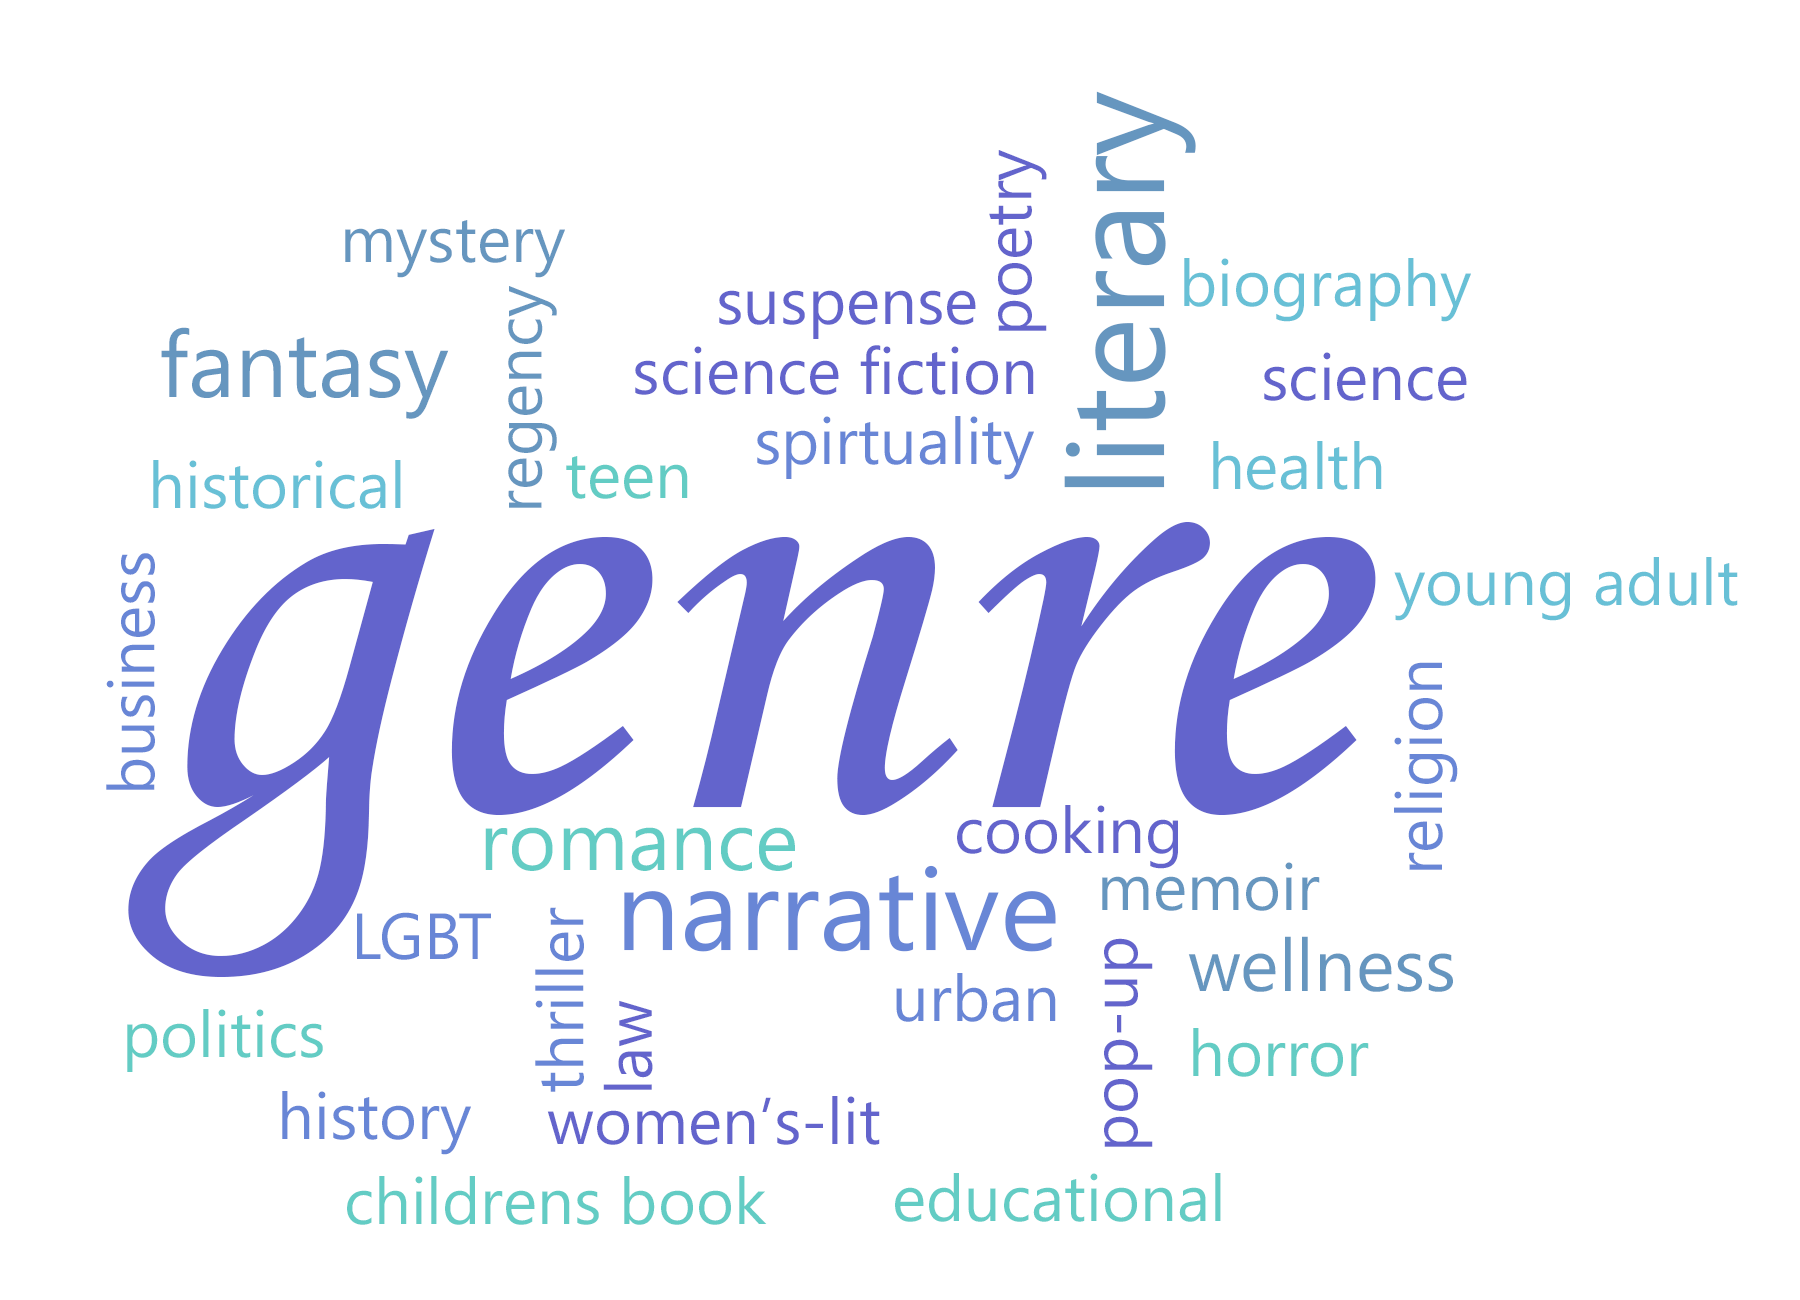 literary
poetry
mystery
biography
suspense
regency
fantasy
science fiction
science
spirtuality
health
teen
historical
genre
business
young adult
religion
cooking
romance
memoir
narrative
LGBT
thriller
pop-up
wellness
urban
law
politics
horror
history
women’s-lit
childrens book
educational